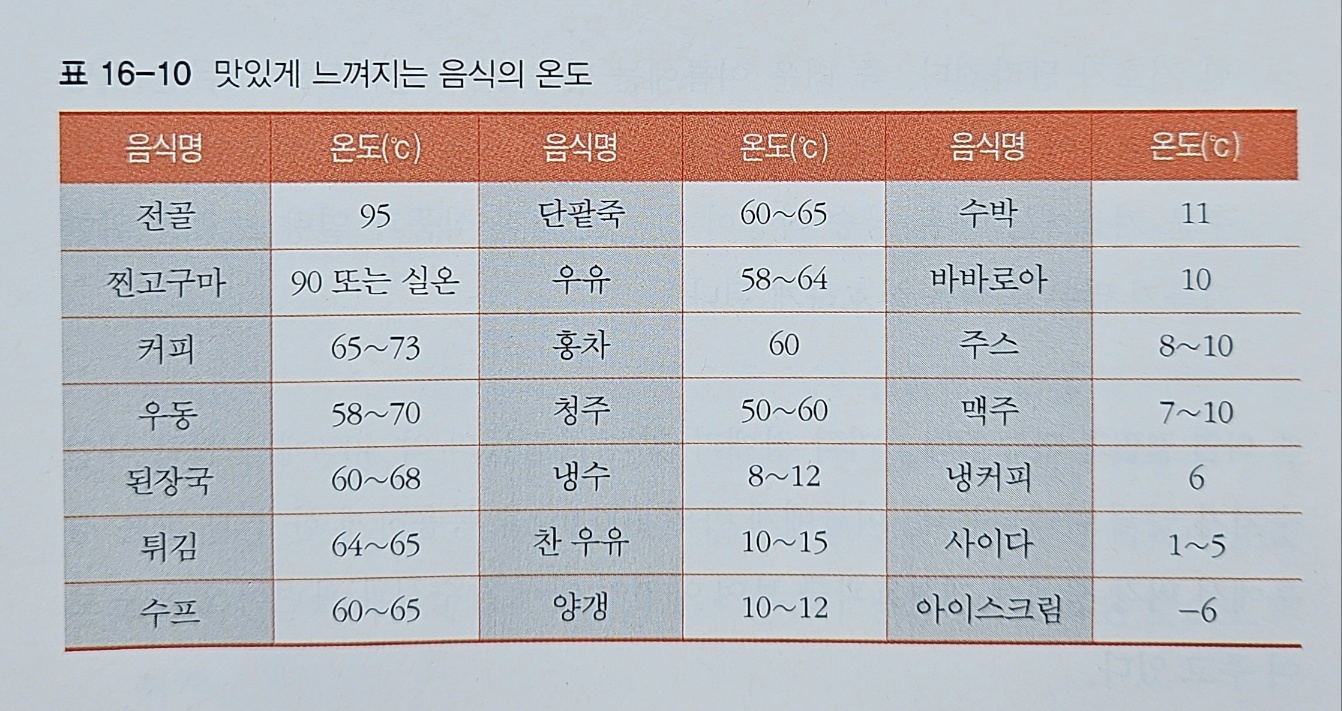 표 16-10 맛있게 느껴지는 음식의 온도
음식명 온도(℃) 음식명 온도(℃) 음식명 온도(℃)
전골 95 단팥죽 60~65 수박 11
찐고구마 90 또는 실온 우유 58~64 바바로아 10
커피 65~73 홍차 60 주스 8~10
우동 58~70 청주 50~60 맥주 7~10
된장국 60~68 냉수 8~12 냉커피 6
튀김 64~65 찬 우유 10~15 사이다 1~5
수프 60~65 양갱 10~12 아이스크림 -6